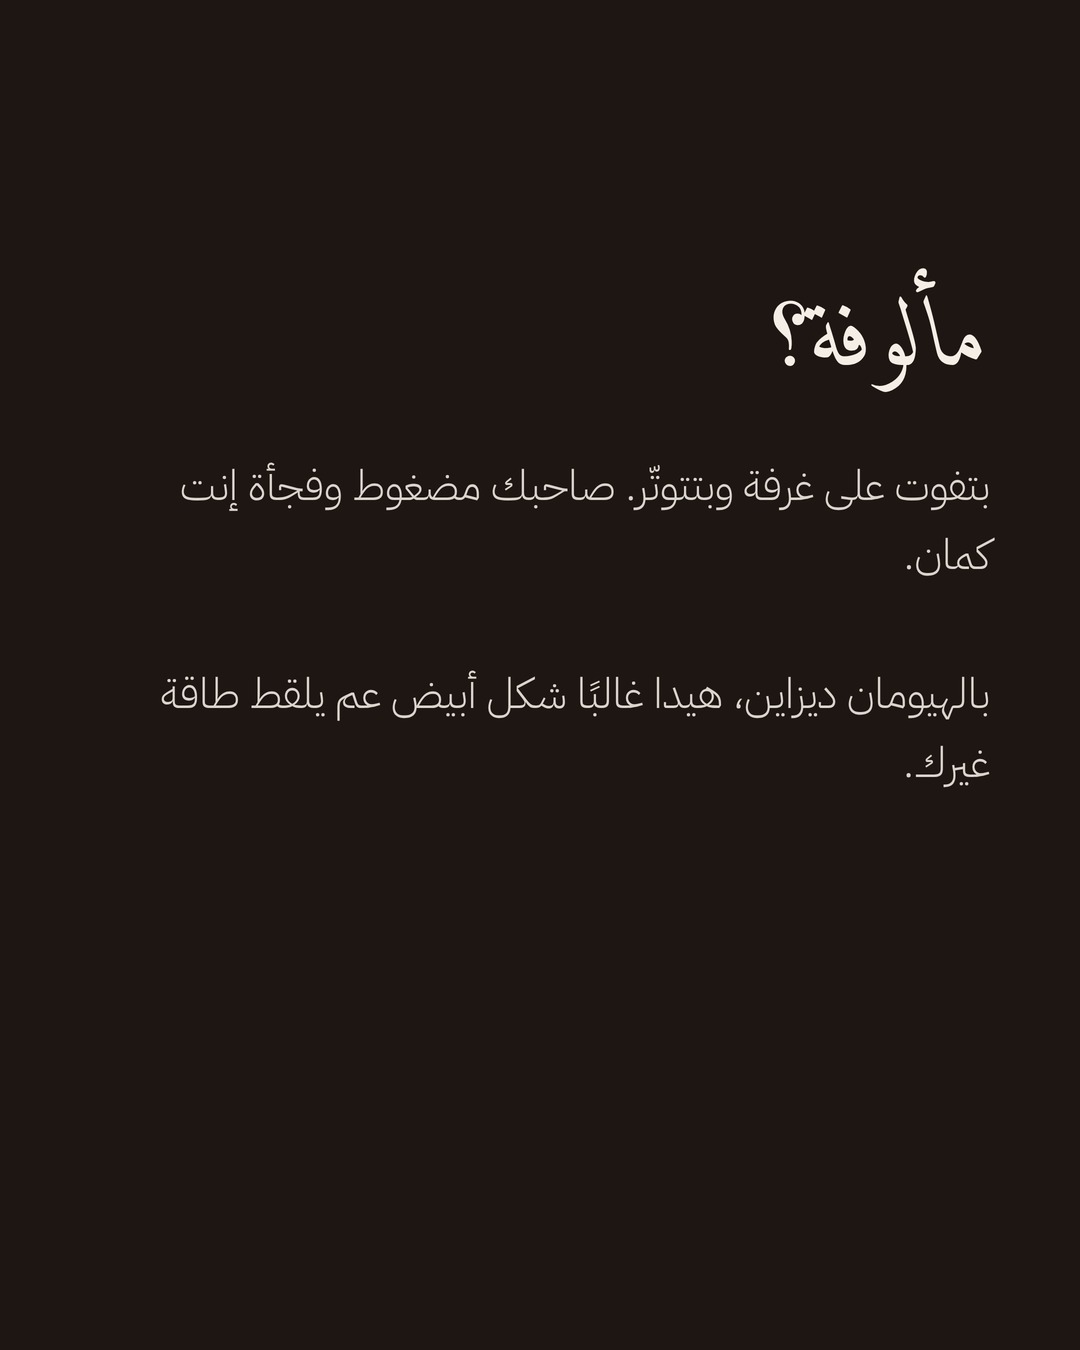 مألوفة؟
بتفوت على غرفة وبتتوتّر. صاحبك مضغوط وفجأة إنت
كمان.
بالهيومان ديزاين، هيدا غالبًا شكل أبيض عم يلقط طاقة
غيرك.